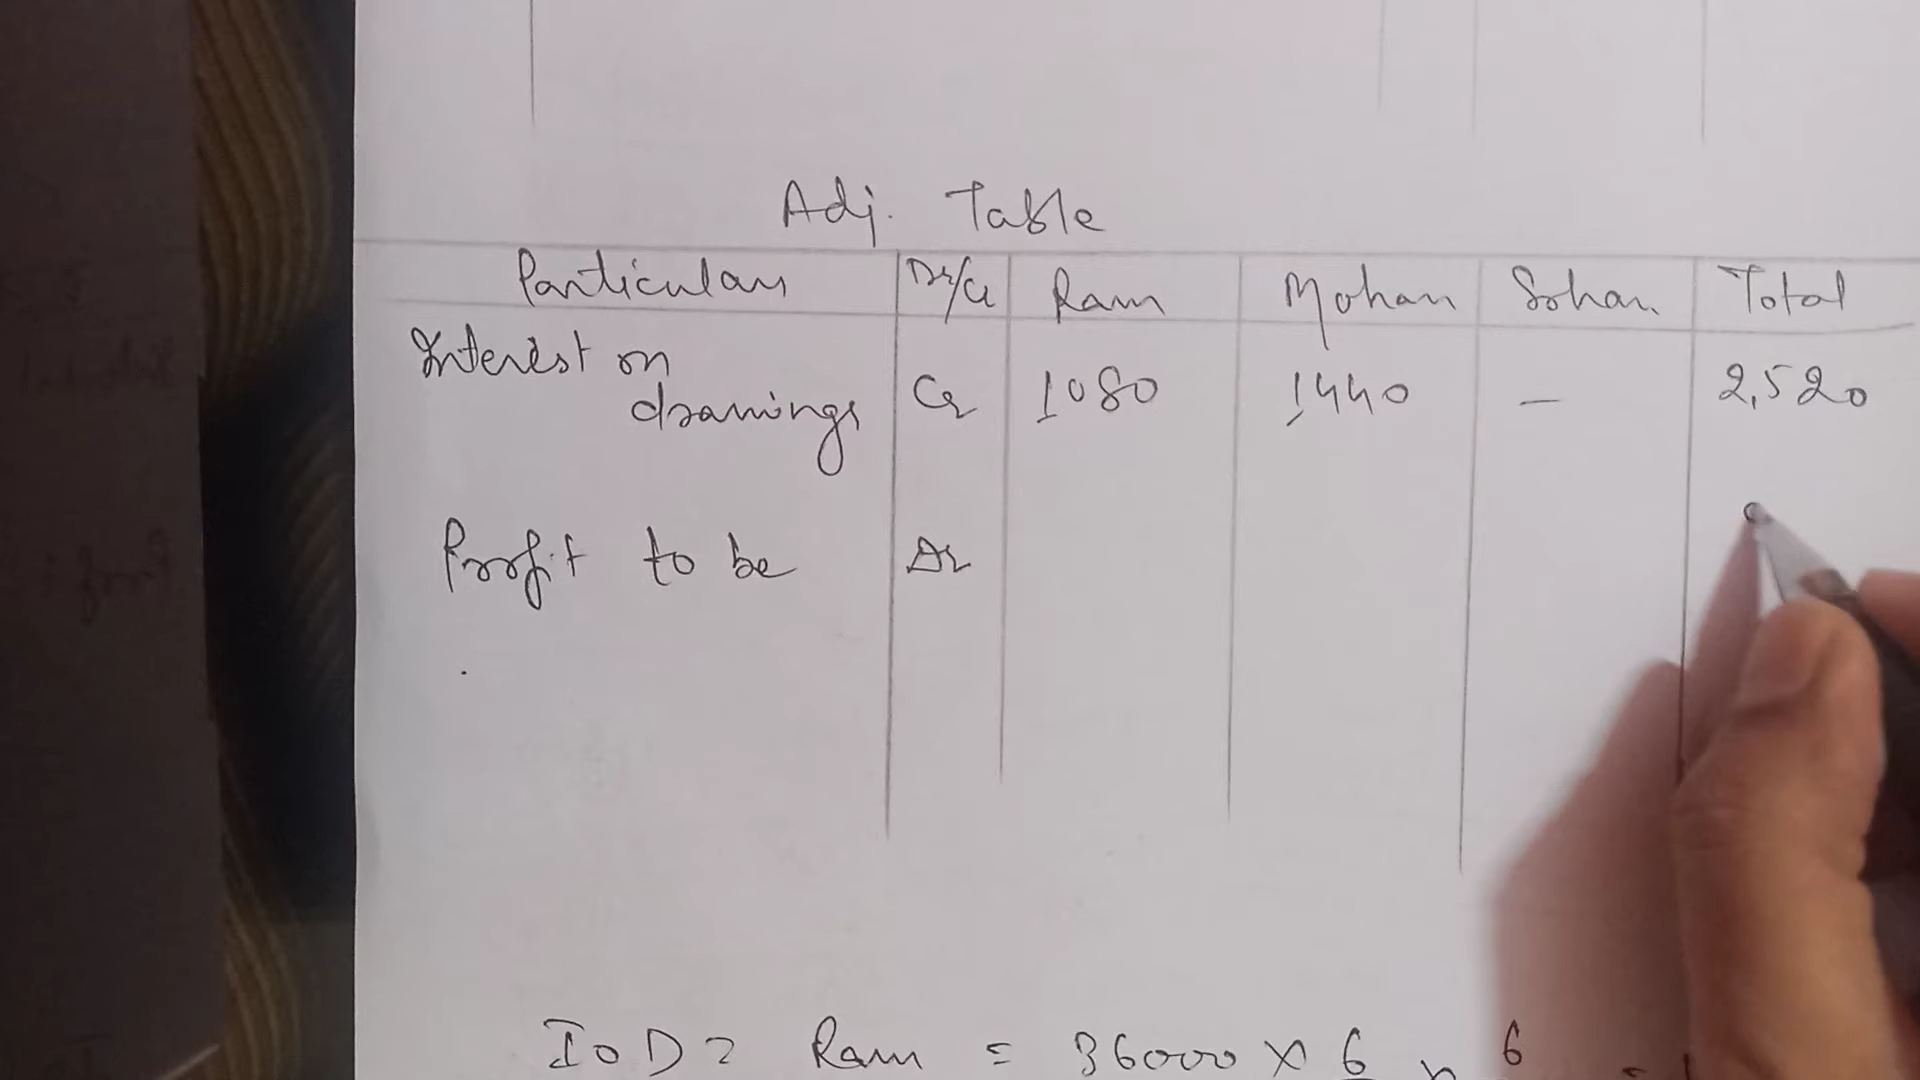 Adj. Table
Particulars Dr/Cr Ram Mohan Sohan Total
Interest on
drawings Cr 1080 1440 - 2,520
Profit to be Dr
IOD = Ram = 36000 × 6 × 6 =